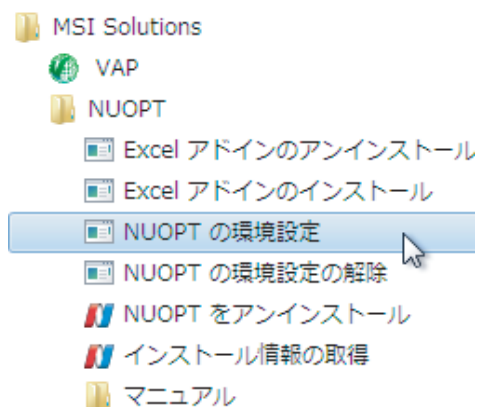 MSI Solutions
VAP
NUOPT
Excel アドインのアンインストール
Excel アドインのインストール
NUOPT の環境設定
NUOPT の環境設定の解除
NUOPT をアンインストール
インストール情報の取得
マニュアル